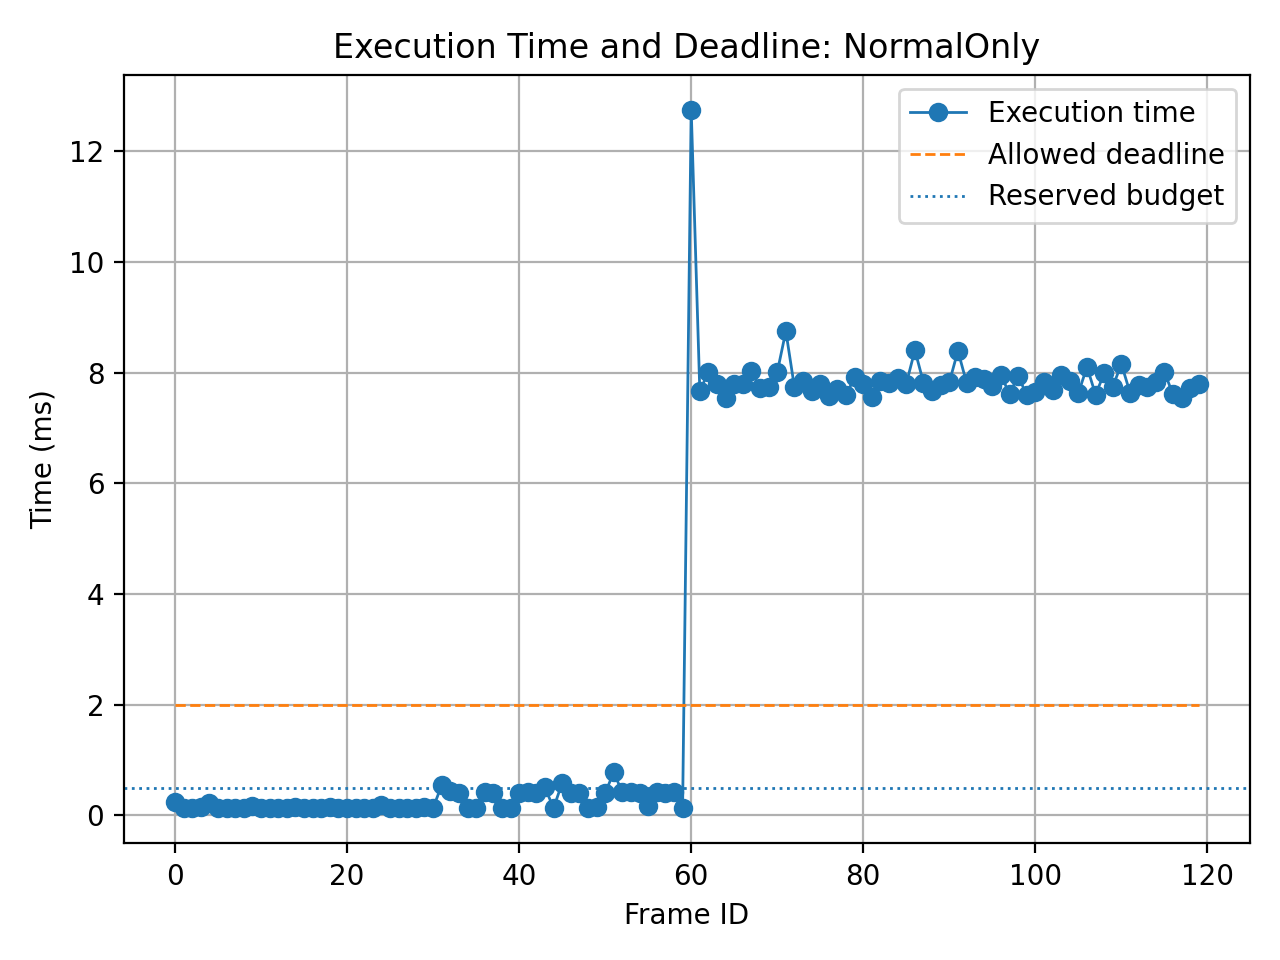 Execution Time and Deadline: NormalOnly
Execution time
Allowed deadline
Reserved budget
12
10
8
6
4
2
0
Time (ms)
0 20 40 60 80 100 120
Frame ID